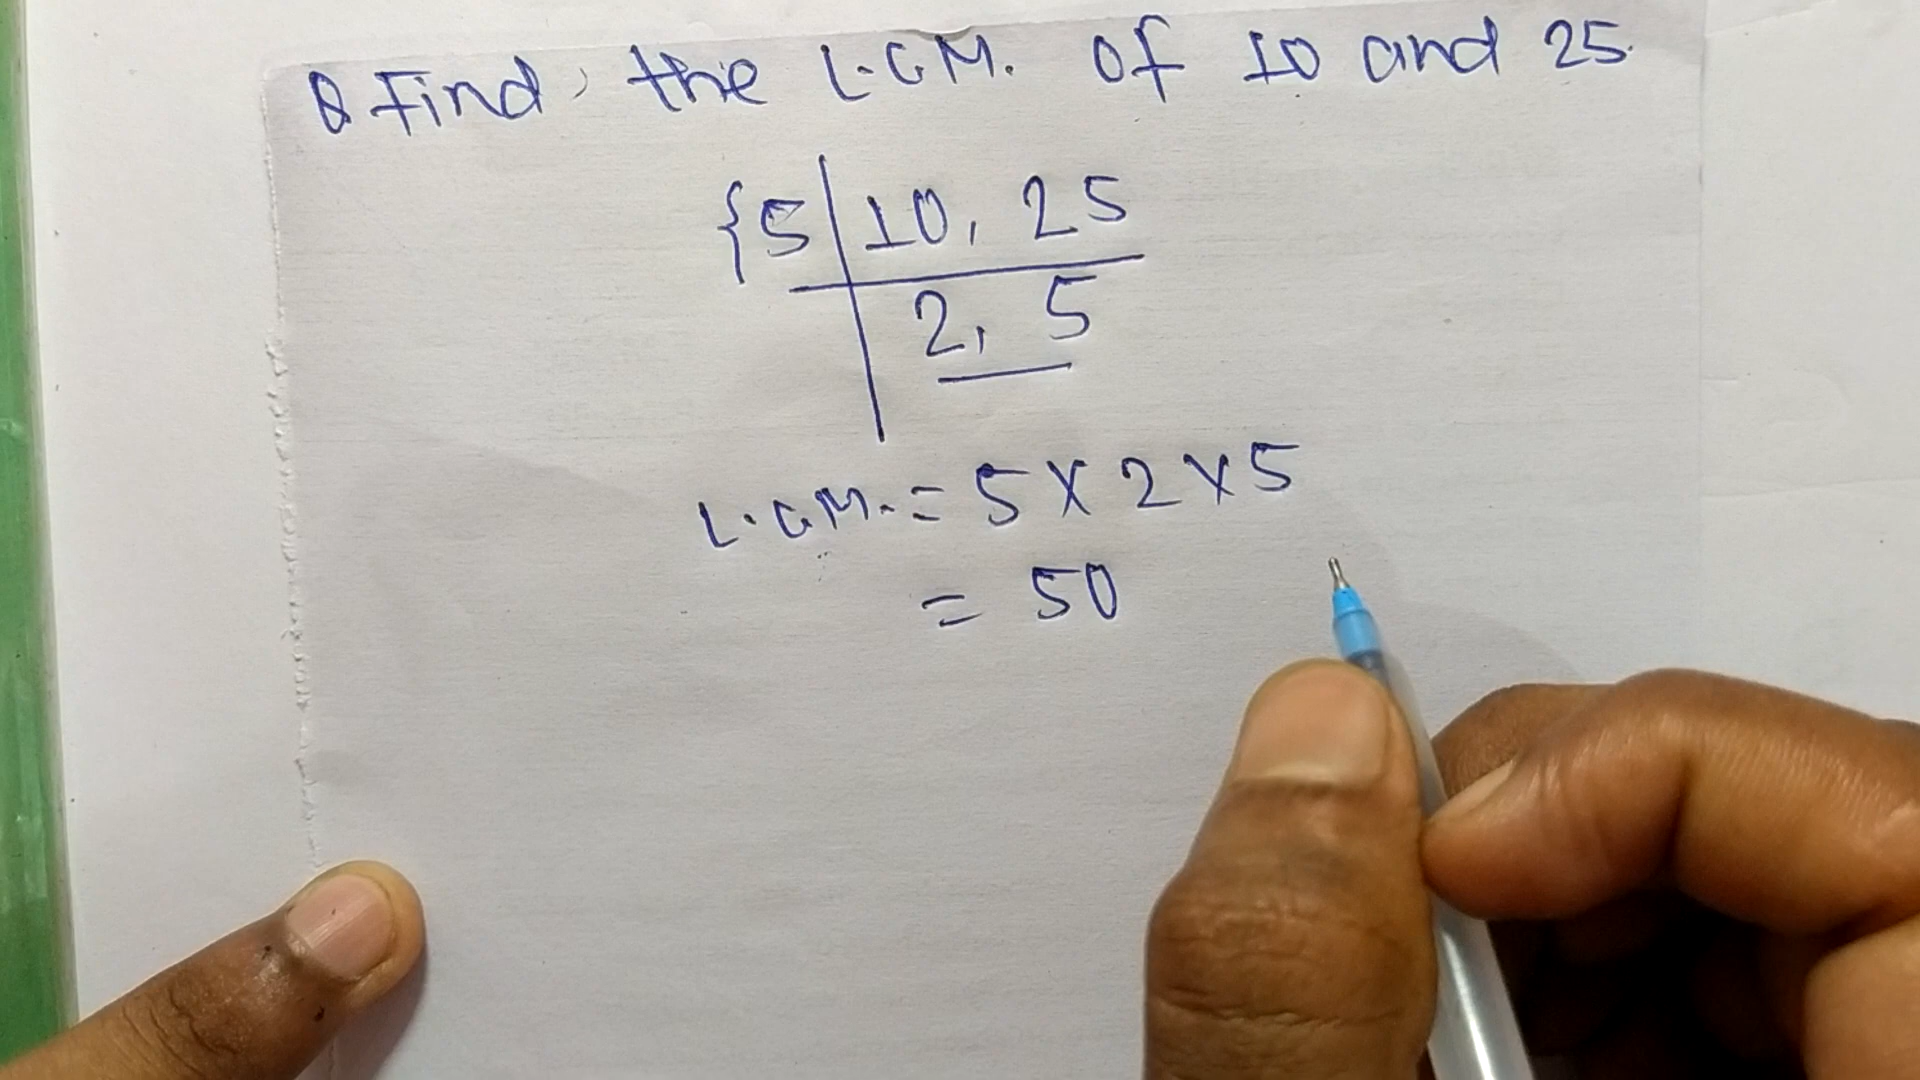 Q Find, the L.C.M. Of 10 and 25.
{5 | 10, 25
2, 5
L.C.M. = 5 X 2 X 5
= 50